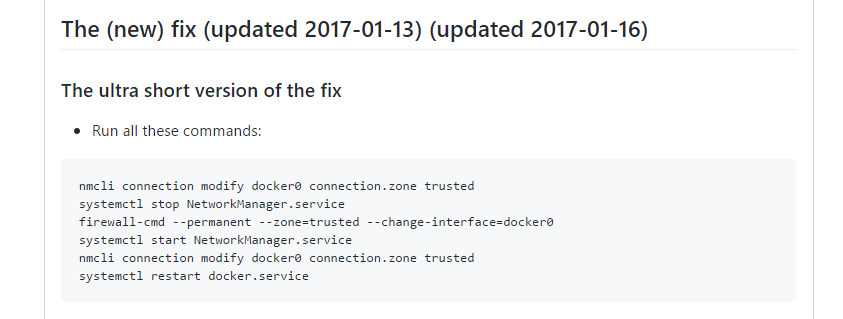 The (new) fix (updated 2017-01-13) (updated 2017-01-16)
The ultra short version of the fix
• Run all these commands:
nmcli connection modify docker0 connection.zone trusted
systemctl stop NetworkManager.service
firewall-cmd --permanent --zone=trusted --change-interface=docker0
systemctl start NetworkManager.service
nmcli connection modify docker0 connection.zone trusted
systemctl restart docker.service